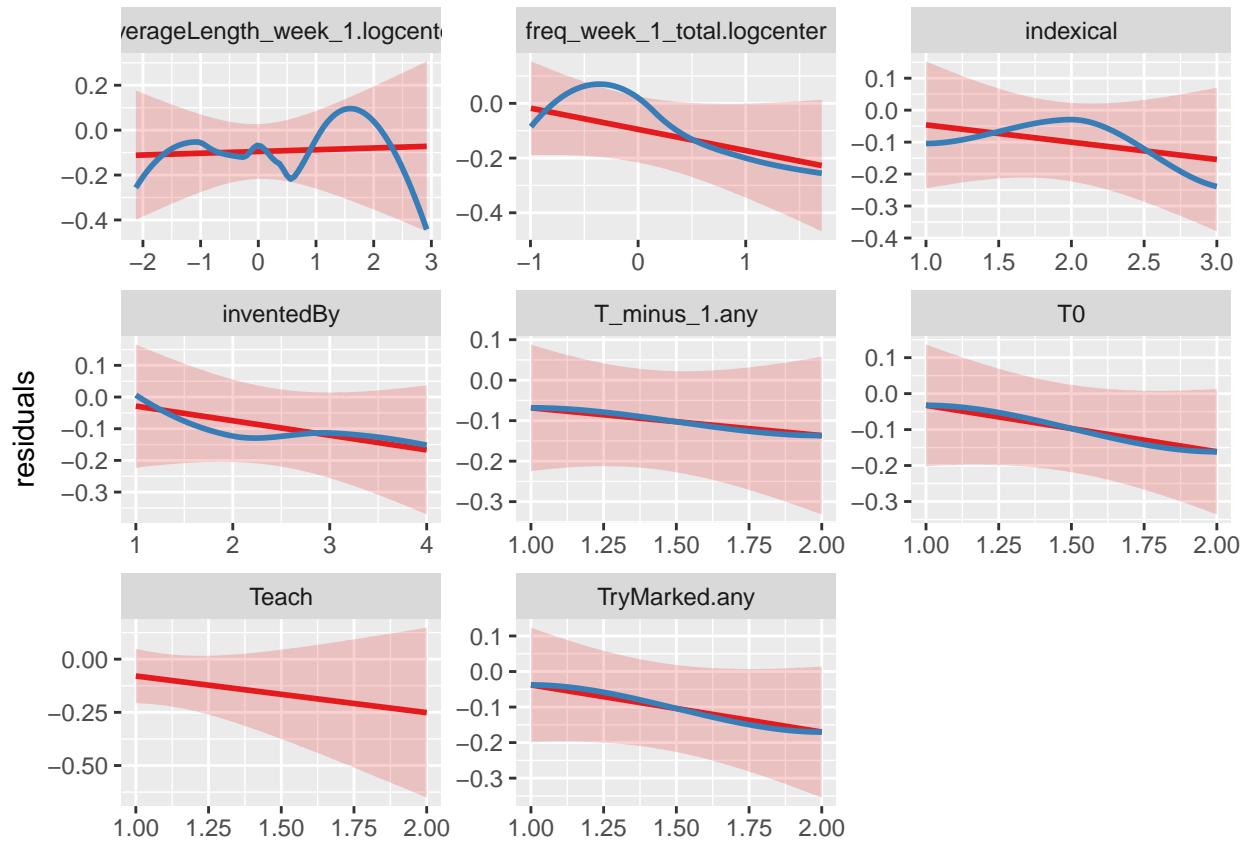 verageLength_week_1.logcente
freq_week_1_total.logcenter
indexical
0.2
0.0
−0.2
−0.4
0.0
−0.2
−0.4
0.1
0.0
−0.1
−0.2
−0.3
−0.4
−2 −1 0 1 2 3
−1 0 1
1.0 1.5 2.0 2.5 3.0
inventedBy
T_minus_1.any
T0
residuals
0.1
0.0
−0.1
−0.2
−0.3
0.1
0.0
−0.1
−0.2
−0.3
0.1
0.0
−0.1
−0.2
−0.3
1 2 3 4
1.00 1.25 1.50 1.75 2.00
1.00 1.25 1.50 1.75 2.00
Teach
TryMarked.any
0.00
−0.25
−0.50
0.1
0.0
−0.1
−0.2
−0.3
1.00 1.25 1.50 1.75 2.00
1.00 1.25 1.50 1.75 2.00